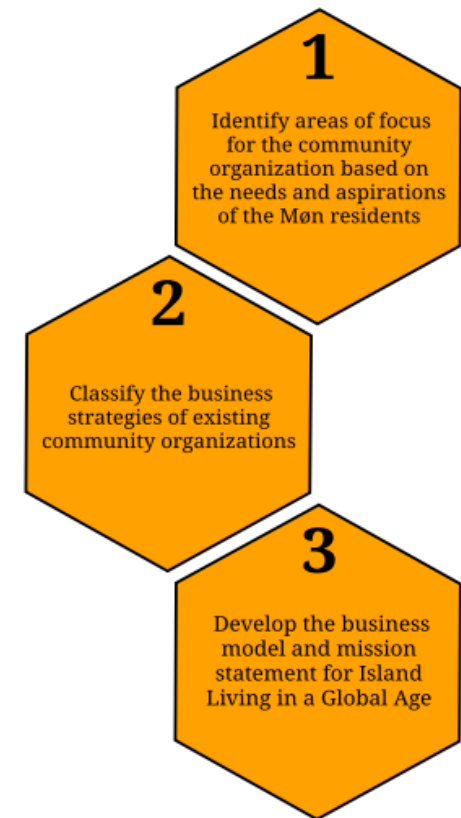 1
Identify areas of focus
for the community
organization based on
the needs and aspirations
of the Møn residents
2
Classify the business
strategies of existing
community organizations
3
Develop the business
model and mission
statement for Island
Living in a Global Age